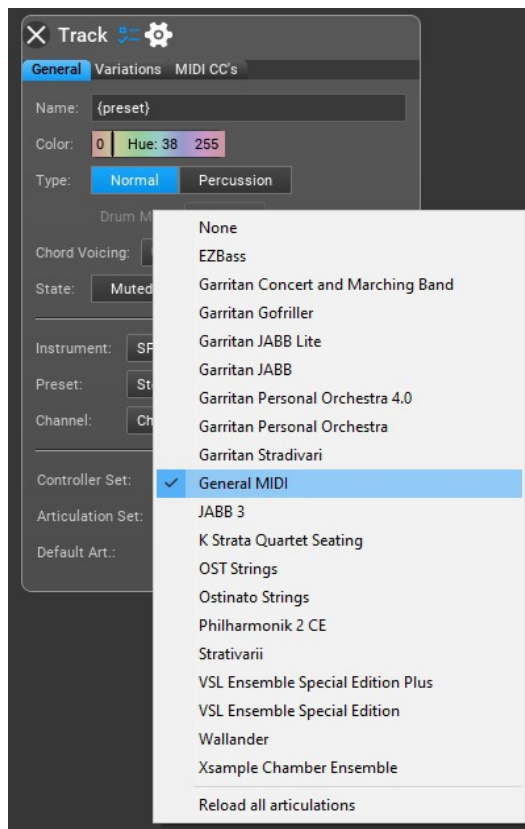 Track
General Variations MIDI CC's
Name: {preset}
Color: 0 Hue: 38 255
Type: Normal Percussion
Drum M
Chord Voicing:
State: Muted
Instrument: SF
Preset: St
Channel: Ch
Controller Set:
Articulation Set:
Default Art.:
None
EZBass
Garritan Concert and Marching Band
Garritan Gofriller
Garritan JABB Lite
Garritan JABB
Garritan Personal Orchestra 4.0
Garritan Personal Orchestra
Garritan Stradivari
General MIDI
JABB 3
K Strata Quartet Seating
OST Strings
Ostinato Strings
Philharmonik 2 CE
Strativarii
VSL Ensemble Special Edition Plus
VSL Ensemble Special Edition
Wallander
Xsample Chamber Ensemble
Reload all articulations